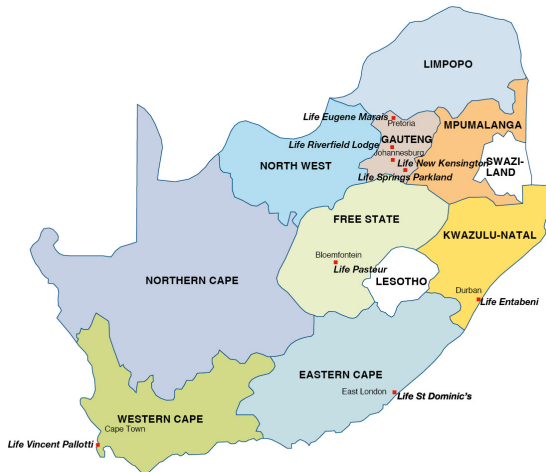 LIMPOPO
Life Eugene Marais
Pretoria
MPUMALANGA
GAUTENG
Life Riverfield Lodge
Johannesburg
NORTH WEST
Life New Kensington
SWAZI-
LAND
Life Springs Parkland
FREE STATE
KWAZULU-NATAL
Bloemfontein
Life Pasteur
NORTHERN CAPE
LESOTHO
Durban
Life Entabeni
EASTERN CAPE
East London
Life St Dominic's
WESTERN CAPE
Cape Town
Life Vincent Pallotti